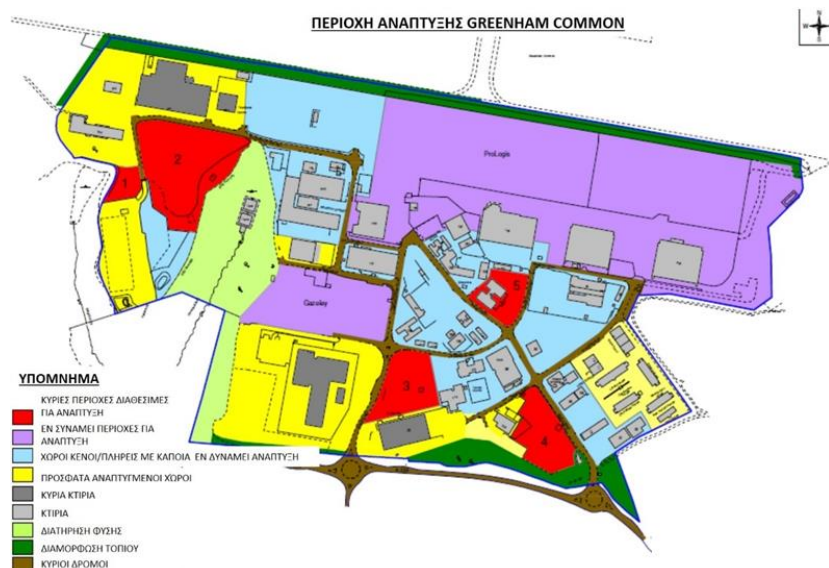 ΠΕΡΙΟΧΗ ΑΝΑΠΤΥΞΗΣ GREENHAM COMMON
N
W
E
S
ProLogis
2
1
5
Gazeley
3
4
ΥΠΟΜΝΗΜΑ
ΚΥΡΙΕΣ ΠΕΡΙΟΧΕΣ ΔΙΑΘΕΣΙΜΕΣ
ΓΙΑ ΑΝΑΠΤΥΞΗ
ΕΝ ΣΥΝΑΜΕΙ ΠΕΡΙΟΧΕΣ ΓΙΑ
ΑΝΑΠΤΥΞΗ
ΧΩΡΟΙ ΚΕΝΟΙ/ΠΛΗΡΕΙΣ ΜΕ ΚΑΠΟΙΑ ΕΝ ΔΥΝΑΜΕΙ ΑΝΑΠΤΥΞΗ
ΠΡΟΣΦΑΤΑ ΑΝΑΠΤΥΓΜΕΝΟΙ ΧΩΡΟΙ
ΚΥΡΙΑ ΚΤΙΡΙΑ
ΚΤΙΡΙΑ
ΔΙΑΤΗΡΗΣΗ ΦΥΣΗΣ
ΔΙΑΜΟΡΦΩΣΗ ΤΟΠΙΟΥ
ΚΥΡΙΟΙ ΔΡΟΜΟΙ